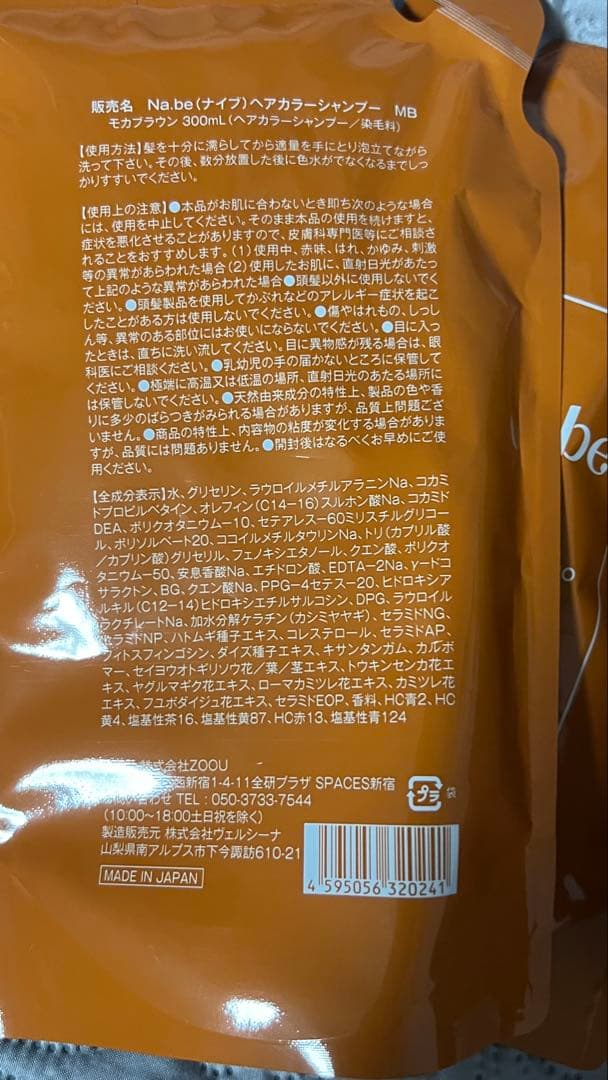 販売名 Na.be(ナイブ)ヘアカラーシャンプー MB
モカブラウン 300mL(ヘアカラーシャンプー/染毛料)
【使用方法】髪を十分に濡らしてから適量を手にとり泡立てながら
洗って下さい。その後、数分放置した後に色水がでなくなるまでしっ
かりすすいでください。
【使用上の注意】●本品がお肌に合わないとき即ち次のような場合
には、使用を中止してください。そのまま本品の使用を続けますと、
症状を悪化させることがありますので、皮膚科専門医等にご相談さ
れることをおすすめします。(1)使用中、赤味、はれ、かゆみ、刺激
等の異常があらわれた場合(2)使用したお肌に、直射日光があたっ
て上記のような異常があらわれた場合●頭髪以外に使用しないでく
ださい。●頭髪製品を使用してかぶれなどのアレルギー症状を起こ
したことがある方は使用しないでください。●傷やはれもの、しっし
ん等、異常のある部位にはお使いにならないでください。●目に入っ
たときは、直ちに洗い流してください。目に異物感が残る場合は、眼
科医にご相談ください。●乳幼児の手の届かないところに保管して
ください。●極端に高温又は低温の場所、直射日光のあたる場所に
は保管しないでください。●天然由来成分の特性上、製品の色や香
りに多少のばらつきがみられる場合がありますが、品質上問題ござ
いません。●商品の特性上、内容物の粘度が変化する場合がありま
すが、品質には問題ありません。●開封後はなるべくお早めにご使
用ください。
【全成分表示】水、グリセリン、ラウロイルメチルアラニンNa、コカミ
ドプロピルベタイン、オレフィン(C14-16)スルホン酸Na、コカミド
DEA、ポリクオタニウム-10、セテアレス-60ミリスチルグリコー
ル、ポリソルベート20、ココイルメチルタウリンNa、トリ(カプリル酸
/カプリン酸)グリセリル、フェノキシエタノール、クエン酸、ポリクオ
タニウム-50、安息香酸Na、エチドロン酸、EDTA-2Na、γ-ドコ
サラクトン、BG、クエン酸Na、PPG-4セテス-20、ヒドロキシア
ルキル(C12-14)ヒドロキシエチルサルコシン、DPG、ラウロイル
ラクチレートNa、加水分解ケラチン(カシミヤヤギ)、セラミドNG、
セラミドNP、ハトムギ種子エキス、コレステロール、セラミドAP、
フィトスフィンゴシン、ダイズ種子エキス、キサンタンガム、カルボ
マー、セイヨウオトギリソウ花/葉/茎エキス、トウキンセンカ花エ
キス、ヤグルマギク花エキス、ローマカミツレ花エキス、カミツレ花
エキス、フユボダイジュ花エキス、セラミドEOP、香料、HC青2、HC
黄4、塩基性茶16、塩基性黄87、HC赤13、塩基性青124
株式会社ZOOU
西新宿1-4-11全研プラザ SPACES新宿
お問い合わせ TEL:050-3733-7544
(10:00~18:00土日祝を除く)
製造販売元 株式会社ヴェルシーナ
山梨県南アルプス市下今諏訪610-21
MADE IN JAPAN
プラ 袋
4 595056 320241
be